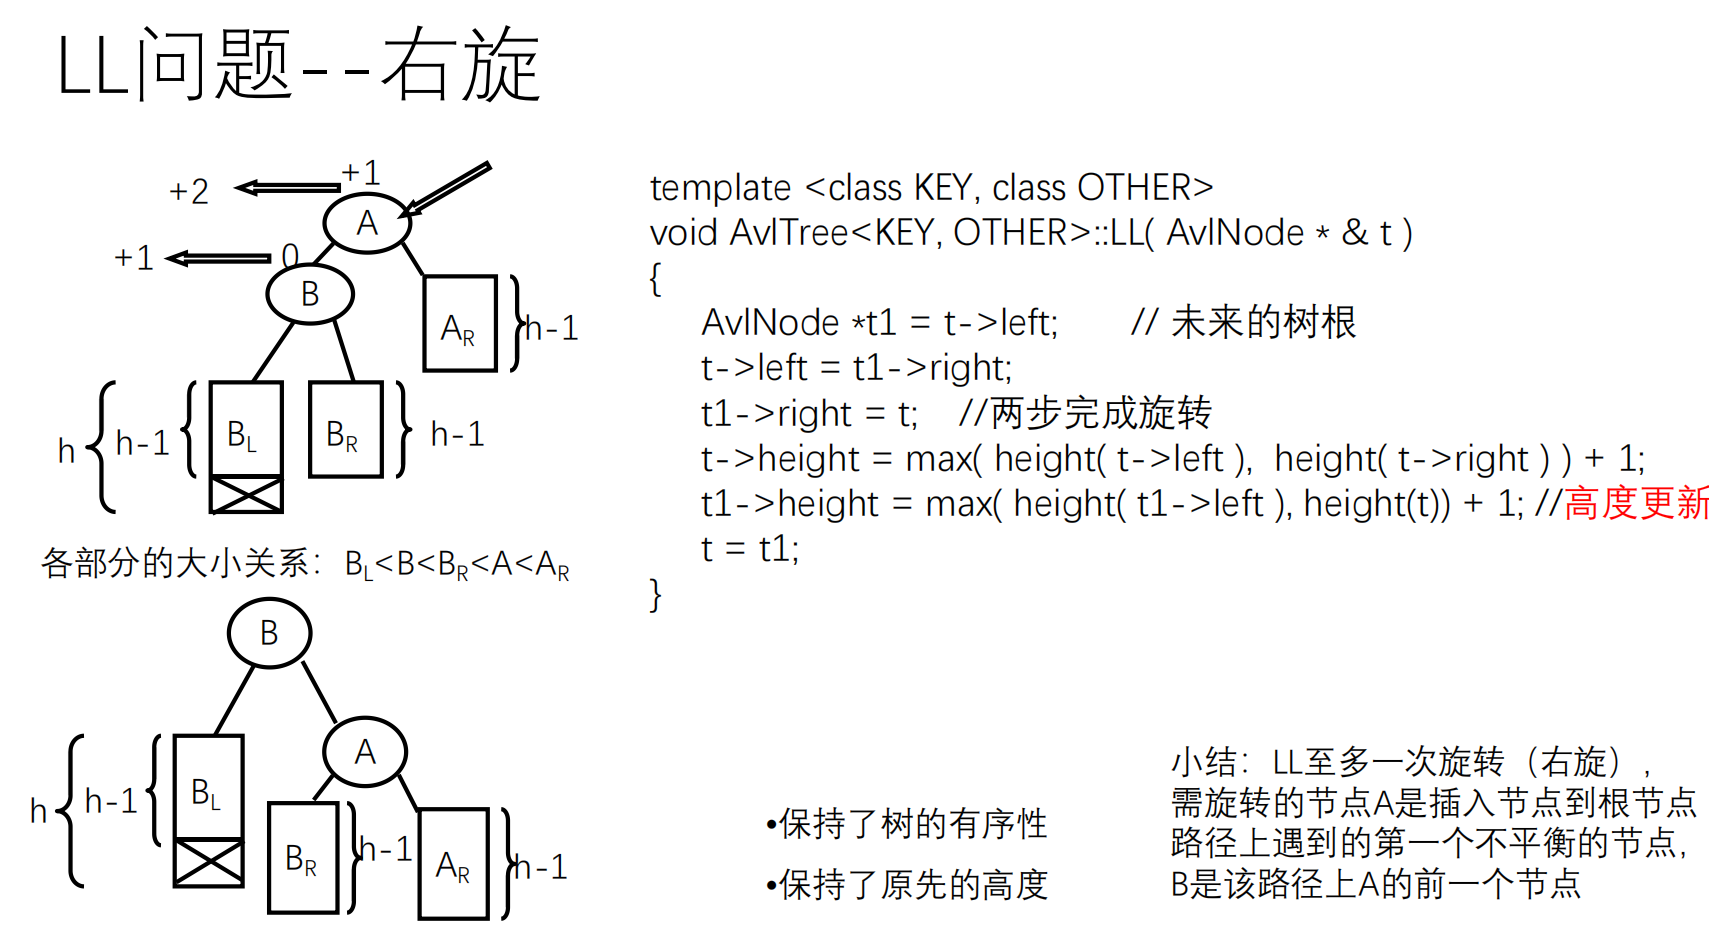 LL问题--右旋
+1
+2
A
+1
0
B
A_R
h-1
h
h-1
B_L
B_R
h-1
各部分的大小关系：B_L<B<B_R<A<A_R
B
A
h
h-1
B_L
B_R
h-1
A_R
h-1
template <class KEY, class OTHER>
void AvlTree<KEY, OTHER>::LL( AvlNode * & t )
{
AvlNode *t1 = t->left; // 未来的树根
t->left = t1->right;
t1->right = t; //两步完成旋转
t->height = max( height( t->left ), height( t->right ) ) + 1;
t1->height = max( height( t1->left ), height(t)) + 1; //高度更新
t = t1;
}
•保持了树的有序性
•保持了原先的高度
小结：LL至多一次旋转（右旋），
需旋转的节点A是插入节点到根节点
路径上遇到的第一个不平衡的节点，
B是该路径上A的前一个节点